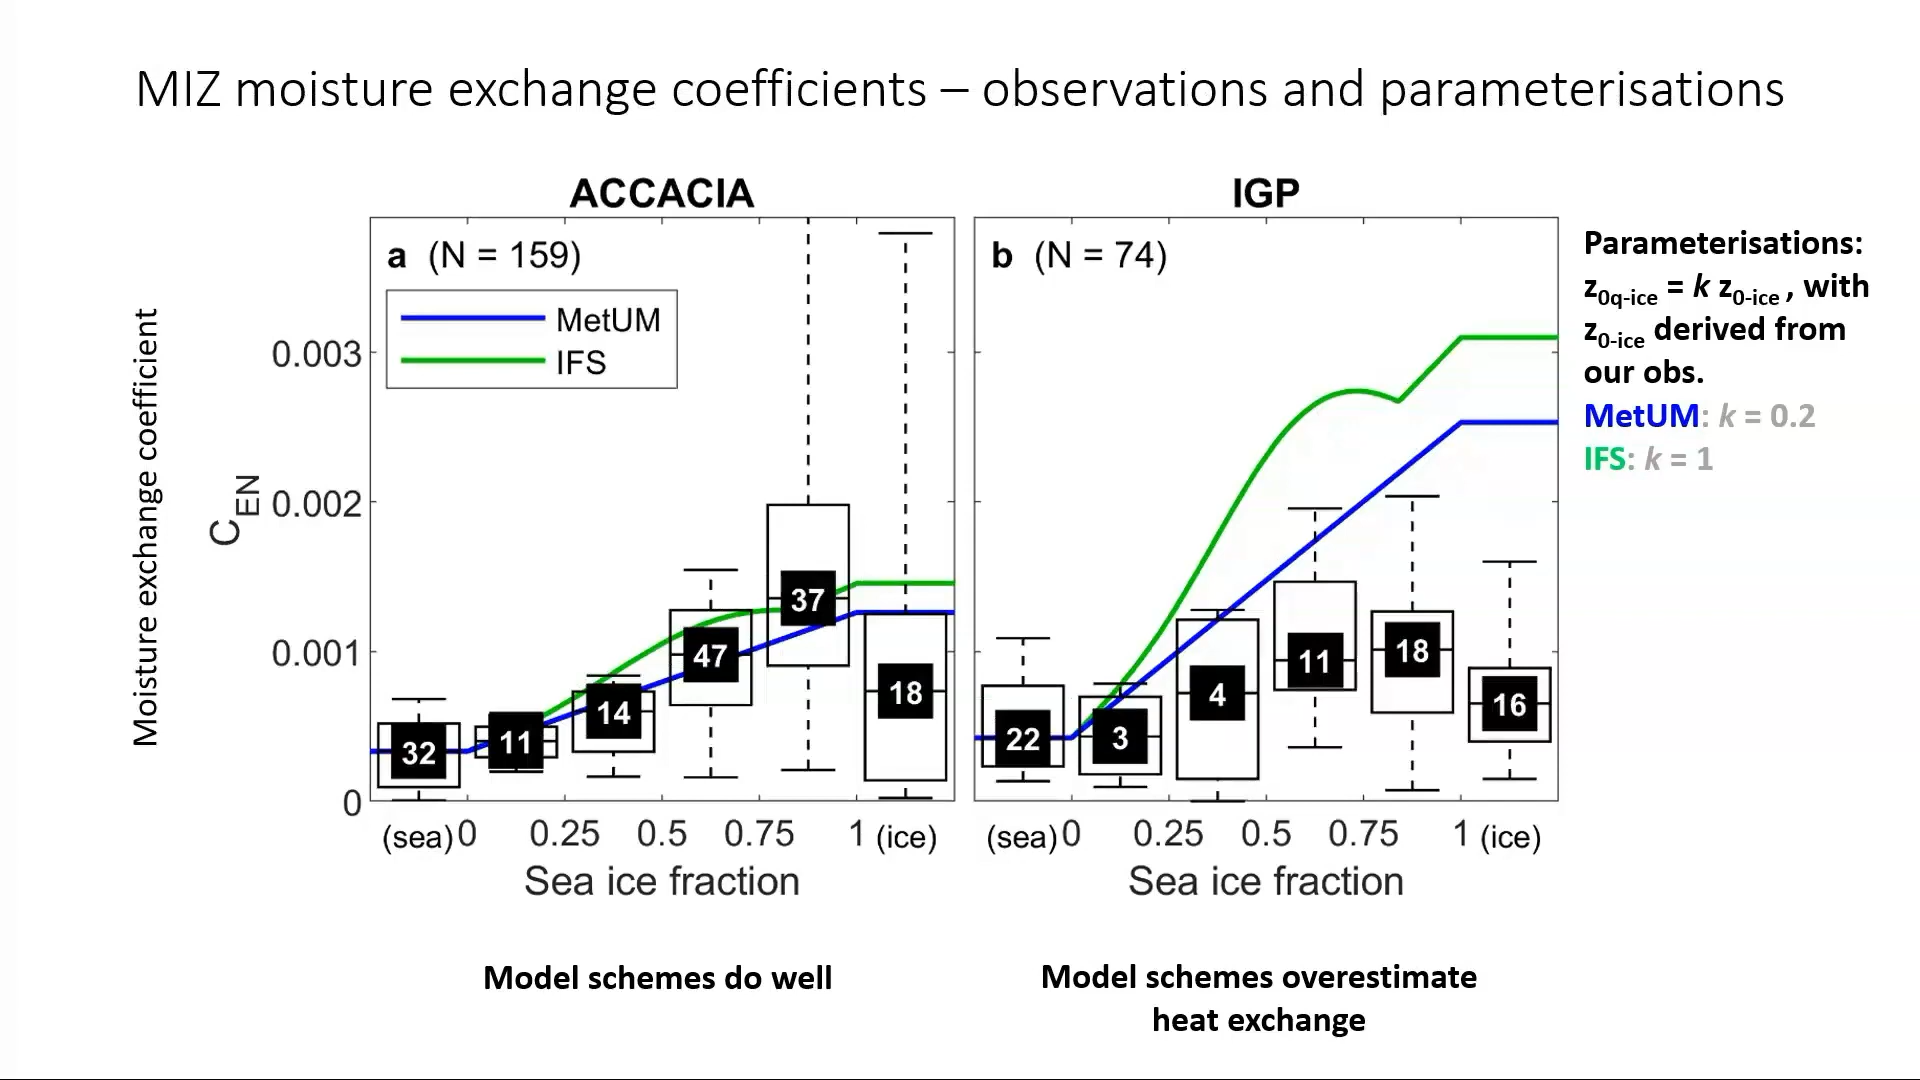 MIZ moisture exchange coefficients – observations and parameterisations
ACCACIA
a (N = 159)
MetUM
IFS
Moisture exchange coefficient
C_EN
0.003
0.002
0.001
0
32
11
14
47
37
18
(sea) 0 0.25 0.5 0.75 1 (ice)
Sea ice fraction
Model schemes do well
IGP
b (N = 74)
22
3
4
11
18
16
(sea) 0 0.25 0.5 0.75 1 (ice)
Sea ice fraction
Model schemes overestimate
heat exchange
Parameterisations:
z0q-ice = k z0-ice , with
z0-ice derived from
our obs.
MetUM: k = 0.2
IFS: k = 1